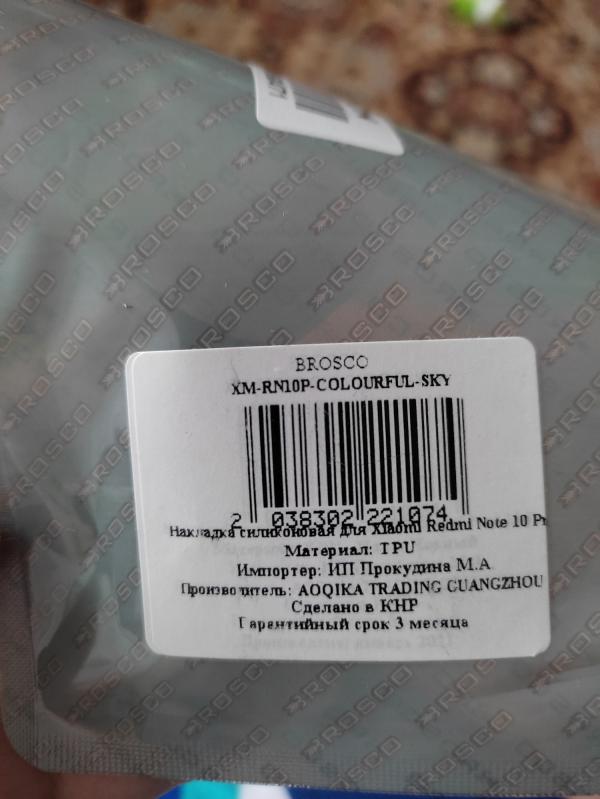 BROSCO
XM-RN10P-COLOURFUL-SKY
2 038302 221074
Накладка силиконовая для Xiaomi Redmi Note 10 Pr
Материал: TPU
Импортер: ИП Прокудина М.А
Производитель: AOQIKA TRADING GUANGZHOU
Сделано в КНР
Гарантийный срок 3 месяца